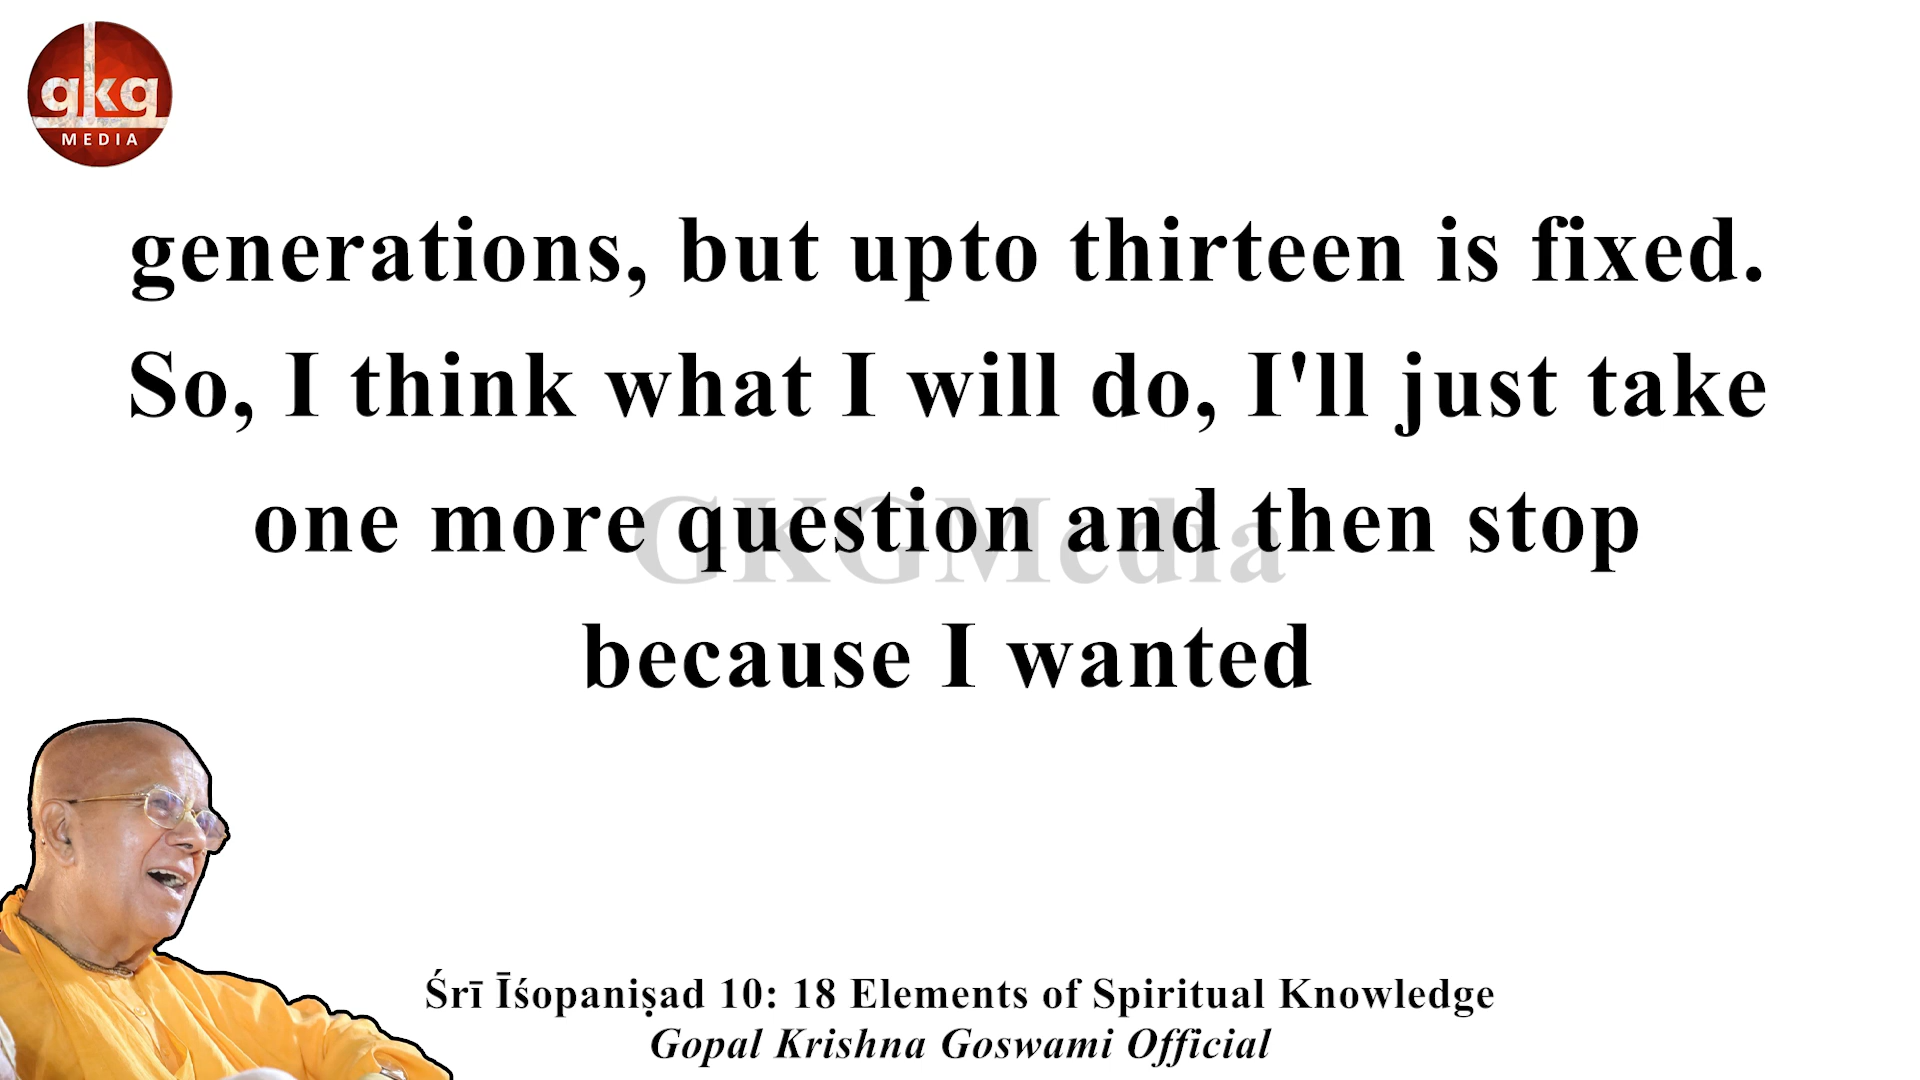 gkg
MEDIA
generations, but upto thirteen is fixed.
So, I think what I will do, I'll just take
one more question and then stop
because I wanted
GKGMedia
Śrī Īśopaniṣad 10: 18 Elements of Spiritual Knowledge
Gopal Krishna Goswami Official